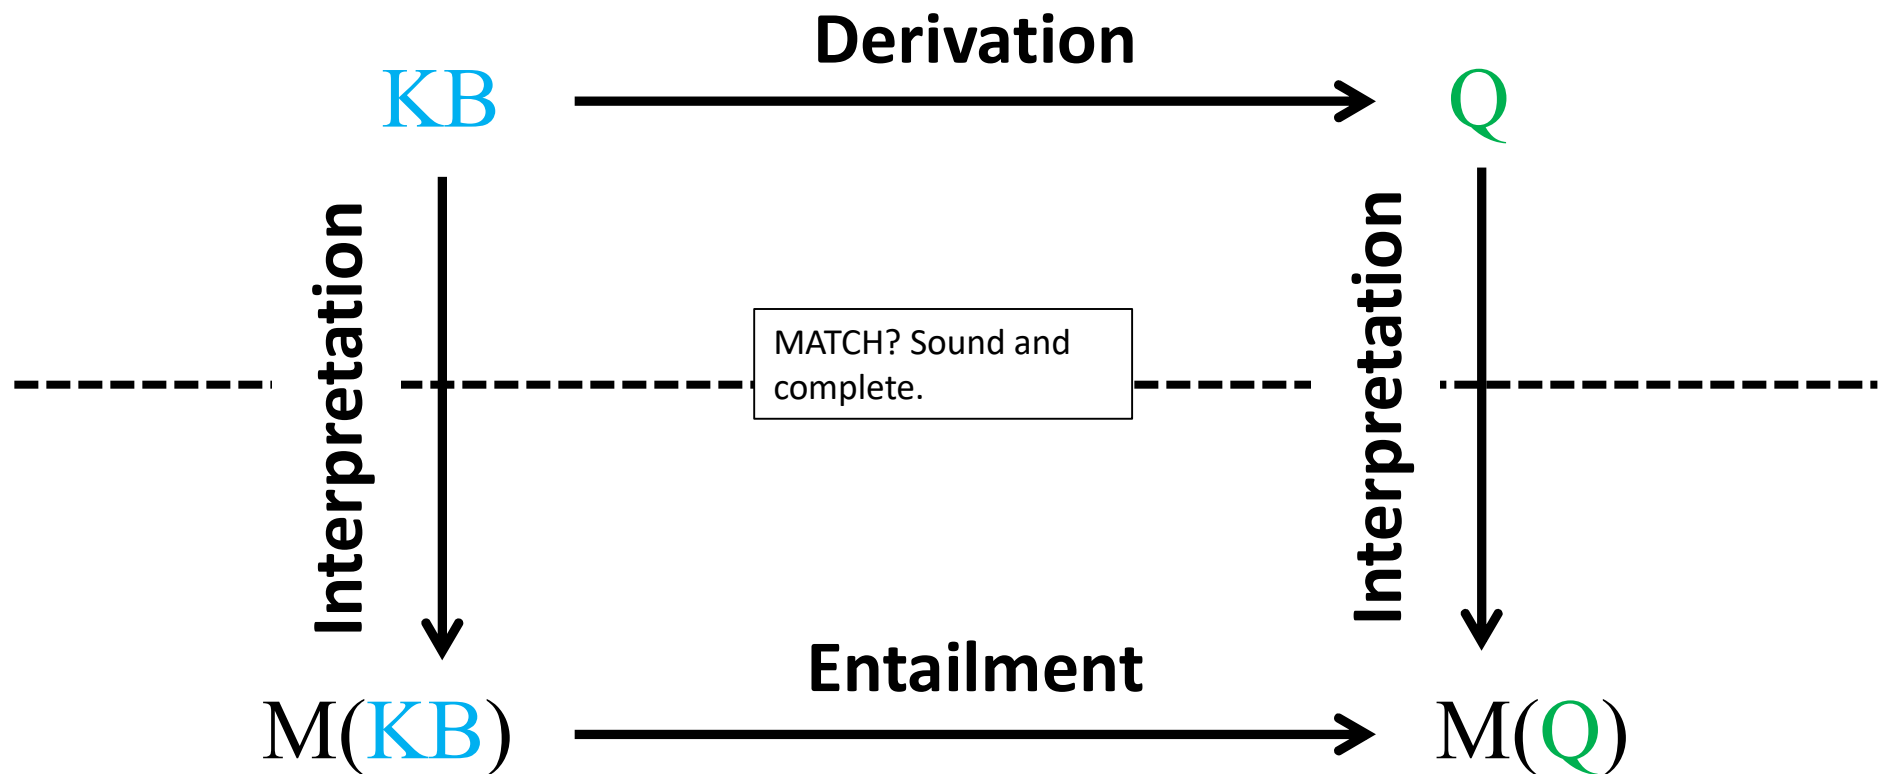 Derivation
KB
Q
Interpretation
Interpretation
MATCH? Sound and
complete.
Entailment
M(KB)
M(Q)